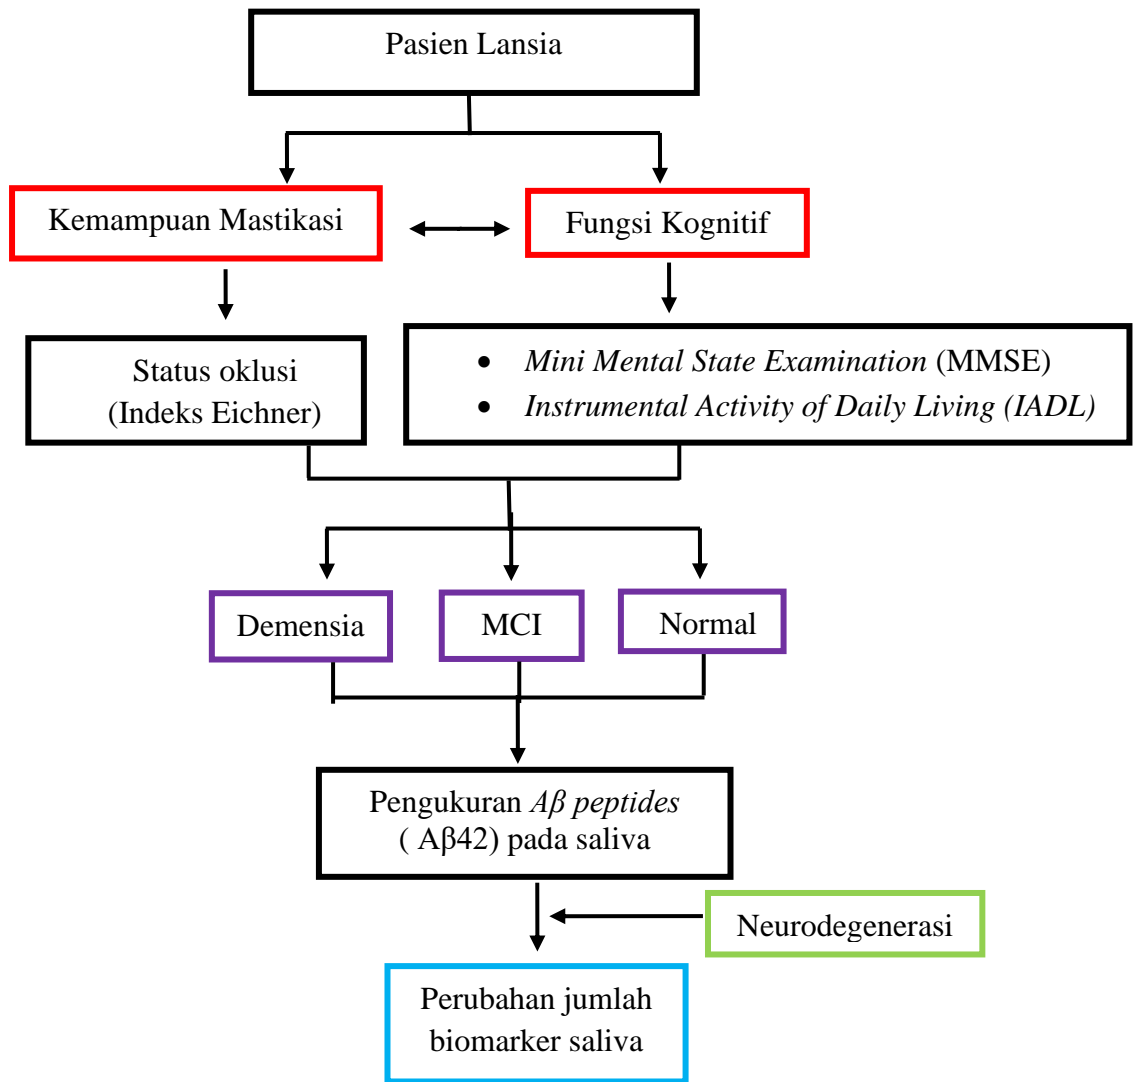 Pasien Lansia
Kemampuan Mastikasi
Fungsi Kognitif
Status oklusi
(Indeks Eichner)
• Mini Mental State Examination (MMSE)
• Instrumental Activity of Daily Living (IADL)
Demensia
MCI
Normal
Pengukuran Aβ peptides
( Aβ42) pada saliva
Neurodegenerasi
Perubahan jumlah
biomarker saliva